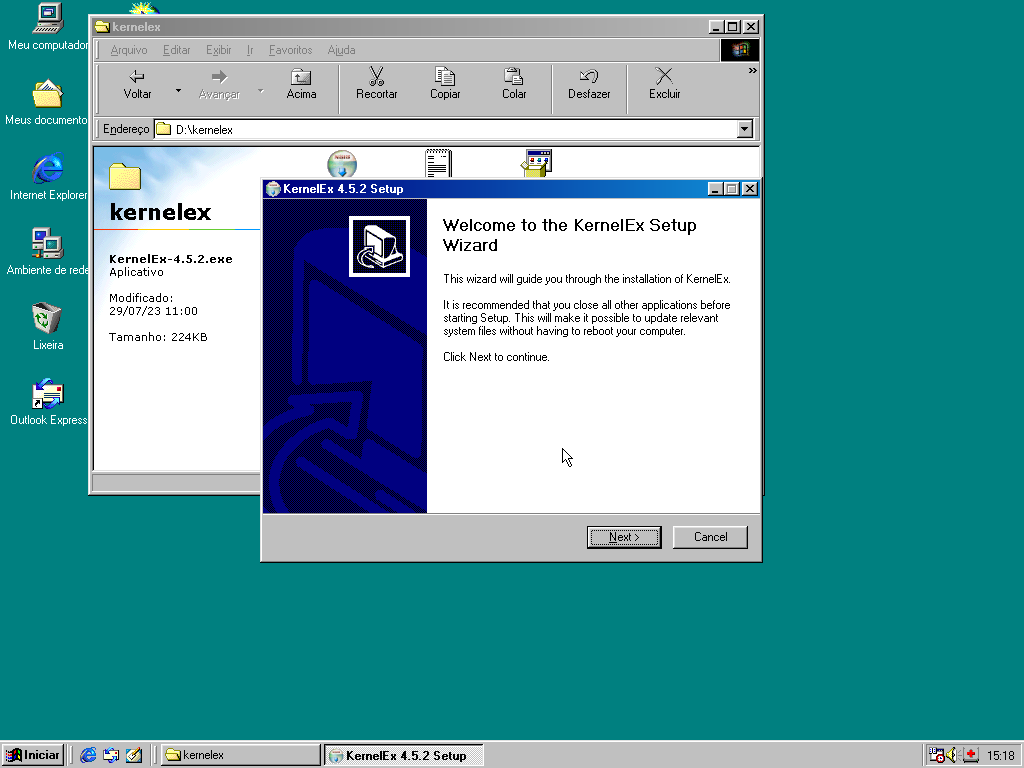 Meu computador
Meus documento
Internet Explorer
Ambiente de rede
Lixeira
Outlook Express
kernelex
Arquivo Editar Exibir Ir Favoritos Ajuda
Voltar Avançar Acima Recortar Copiar Colar Desfazer Excluir »
Endereço D:\kernelex
kernelex
KernelEx-4.5.2.exe
Aplicativo
Modificado:
29/07/23 11:00
Tamanho: 224KB
KernelEx 4.5.2 Setup
Welcome to the KernelEx Setup
Wizard
This wizard will guide you through the installation of KernelEx.
It is recommended that you close all other applications before
starting Setup. This will make it possible to update relevant
system files without having to reboot your computer.
Click Next to continue.
Next > Cancel
Iniciar kernelex KernelEx 4.5.2 Setup 15:18